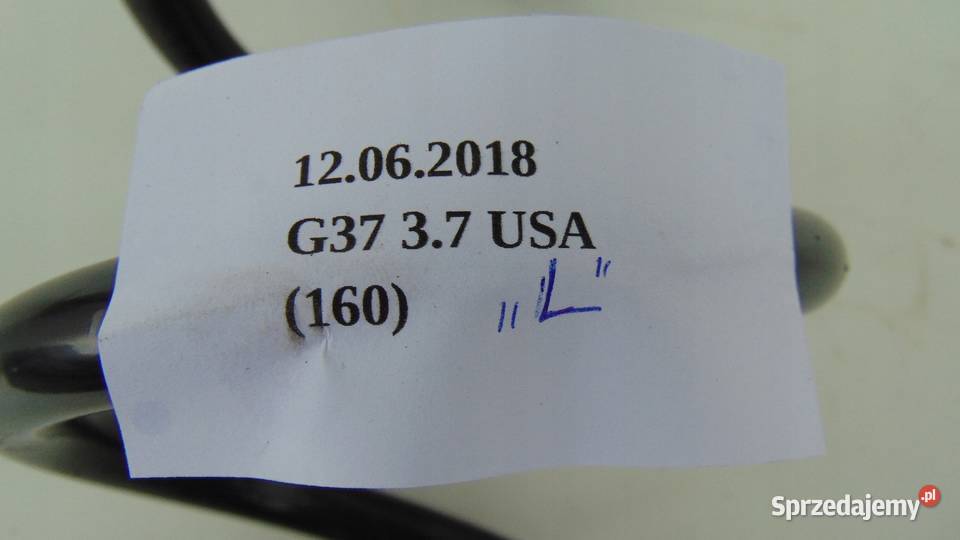 12.06.2018
G37 3.7 USA
(160) „L"
Sprzedajemy.pl